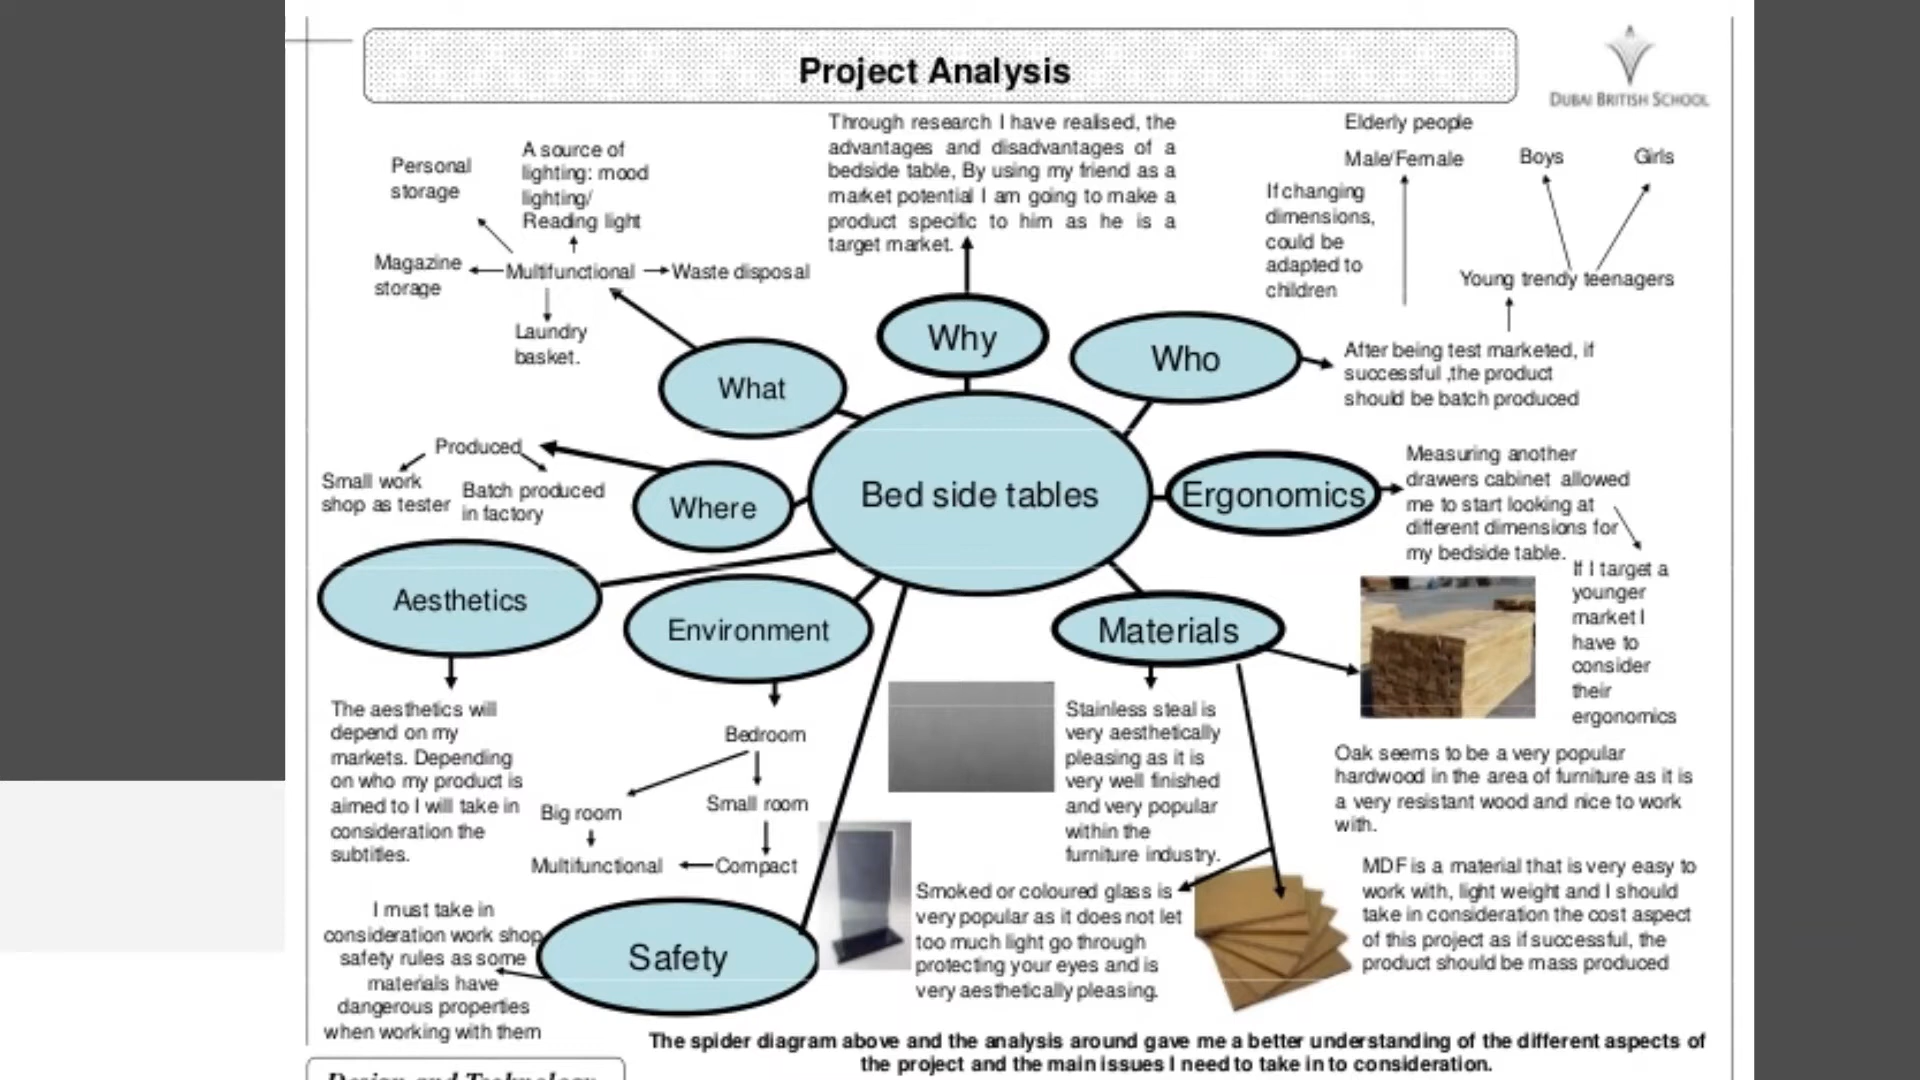 Project Analysis
DUBAI BRITISH SCHOOL
Personal
storage
A source of
lighting: mood
lighting/
Reading light
Magazine
storage
Multifunctional
Waste disposal
Laundry
basket.
Through research I have realised, the
advantages and disadvantages of a
bedside table, By using my friend as a
market potential I am going to make a
product specific to him as he is a
target market.
Elderly people
Male/Female
Boys
Girls
If changing
dimensions,
could be
adapted to
children
Young trendy teenagers
Why
Who
What
After being test marketed, if
successful ,the product
should be batch produced
Produced
Small work
shop as tester
Batch produced
in factory
Where
Bed side tables
Ergonomics
Measuring another
drawers cabinet allowed
me to start looking at
different dimensions for
my bedside table.
If I target a
younger
market I
have to
consider
their
ergonomics
Aesthetics
Environment
Materials
The aesthetics will
depend on my
markets. Depending
on who my product is
aimed to I will take in
consideration the
subtitles.
Bedroom
Big room
Small room
Multifunctional
Compact
Stainless steal is
very aesthetically
pleasing as it is
very well finished
and very popular
within the
furniture industry.
Oak seems to be a very popular
hardwood in the area of furniture as it is
a very resistant wood and nice to work
with.
MDF is a material that is very easy to
work with, light weight and I should
take in consideration the cost aspect
of this project as if successful, the
product should be mass produced
Smoked or coloured glass is
very popular as it does not let
too much light go through
protecting your eyes and is
very aesthetically pleasing.
I must take in
consideration work shop
safety rules as some
materials have
dangerous properties
when working with them
Safety
The spider diagram above and the analysis around gave me a better understanding of the different aspects of
the project and the main issues I need to take in to consideration.
Design and Technology